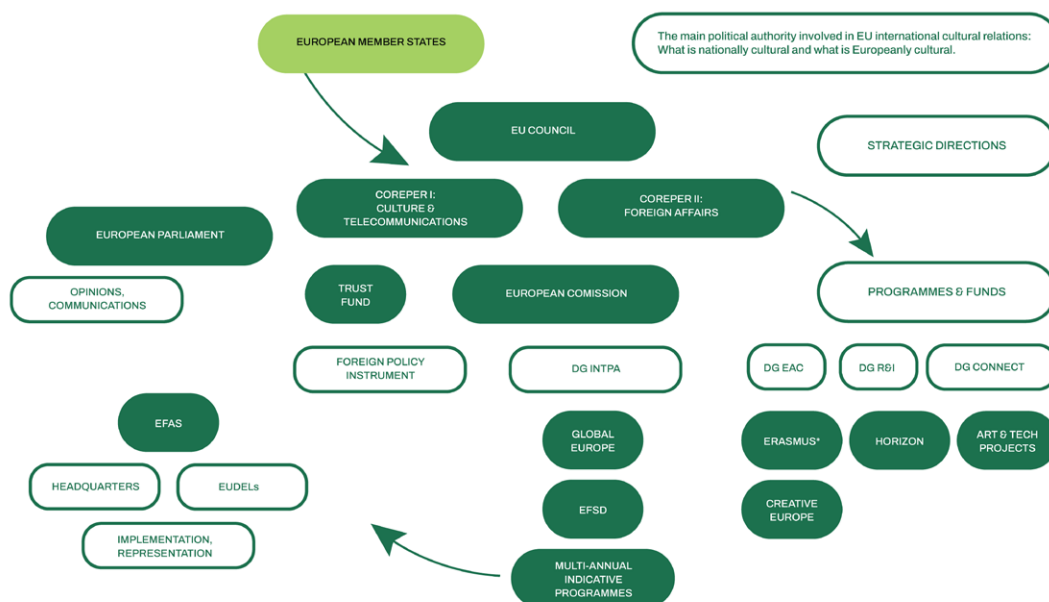 EUROPEAN MEMBER STATES
The main political authority involved in EU international cultural relations:
What is nationally cultural and what is Europeanly cultural.
EU COUNCIL
STRATEGIC DIRECTIONS
COREPER I:
CULTURE &
TELECOMMUNICATIONS
COREPER II:
FOREIGN AFFAIRS
EUROPEAN PARLIAMENT
OPINIONS,
COMMUNICATIONS
TRUST
FUND
EUROPEAN COMISSION
PROGRAMMES & FUNDS
FOREIGN POLICY
INSTRUMENT
DG INTPA
DG EAC
DG R&I
DG CONNECT
EFAS
GLOBAL
EUROPE
ERASMUS*
HORIZON
ART & TECH
PROJECTS
HEADQUARTERS
EUDELs
EFSD
CREATIVE
EUROPE
IMPLEMENTATION,
REPRESENTATION
MULTI-ANNUAL
INDICATIVE
PROGRAMMES